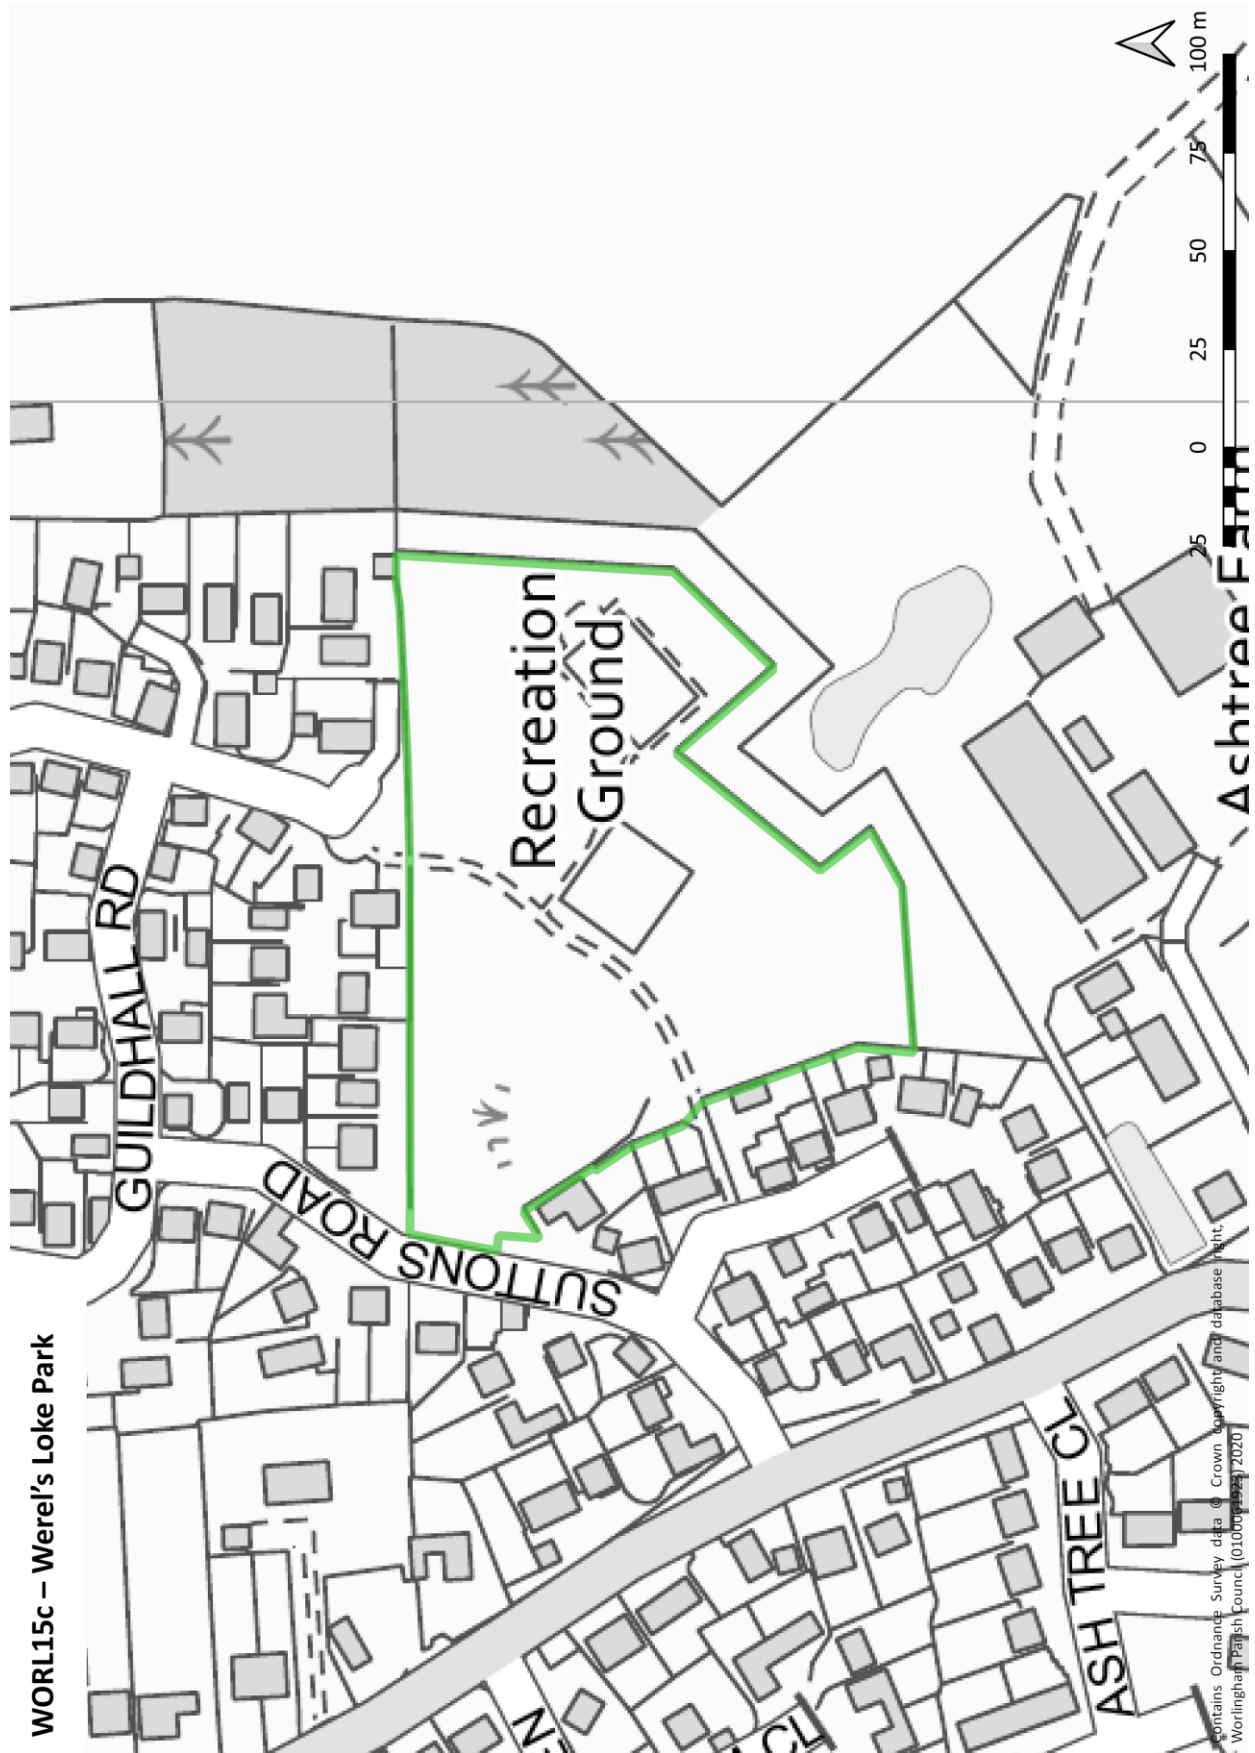 WORL15c – Werel's Loke Park
GUILDHALL RD
SUTTONS ROAD
Recreation
Ground
ASH TREE CL
CL
Ashtree Farm
25 0 25 50 75 100 m
contains Ordnance Survey data © Crown copyright and database right,
Worlingham Parish Council 2020